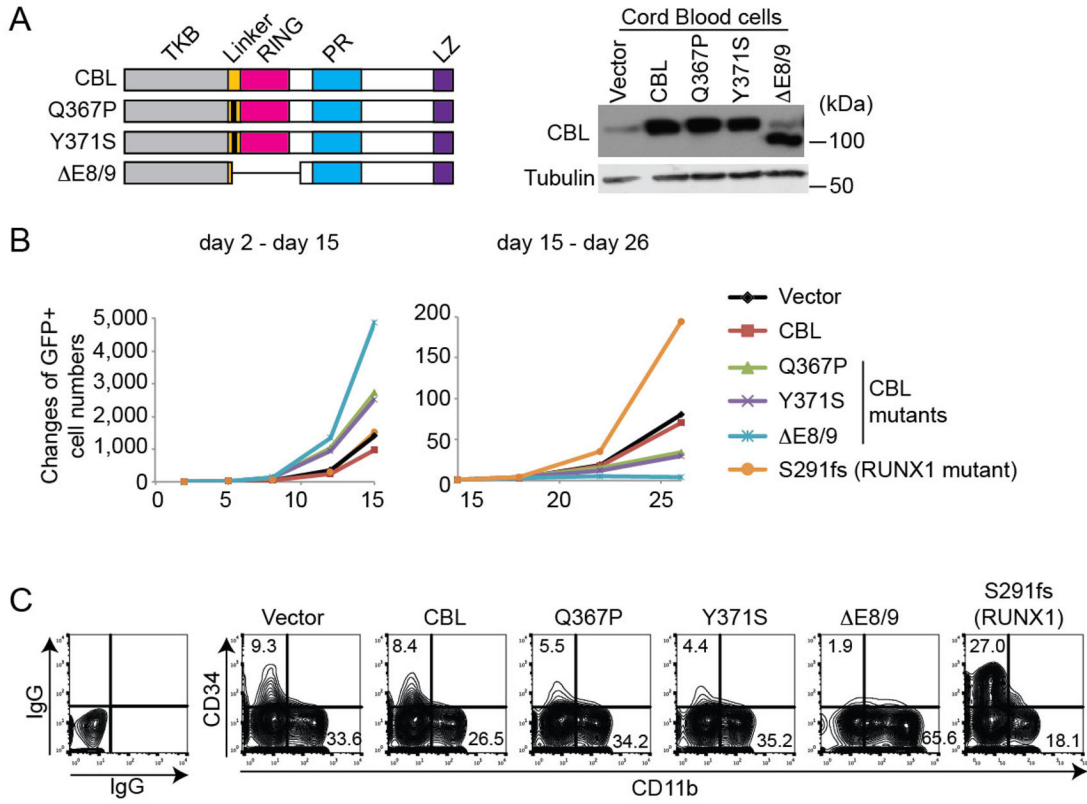 A
TKB Linker RING PR LZ
CBL
Q367P
Y371S
ΔE8/9
Cord Blood cells
Vector CBL Q367P Y371S ΔE8/9
(kDa)
CBL
100
Tubulin
50
B
day 2 - day 15
day 15 - day 26
Changes of GFP+
cell numbers
5,000
4,000
3,000
2,000
1,000
0
0 5 10 15
200
150
100
50
0
15 20 25
Vector
CBL
Q367P
Y371S
ΔE8/9
CBL
mutants
S291fs (RUNX1 mutant)
C
IgG
IgG
CD34
Vector
9.3
33.6
CBL
8.4
26.5
Q367P
5.5
34.2
Y371S
4.4
35.2
ΔE8/9
1.9
65.6
S291fs
(RUNX1)
27.0
18.1
CD11b